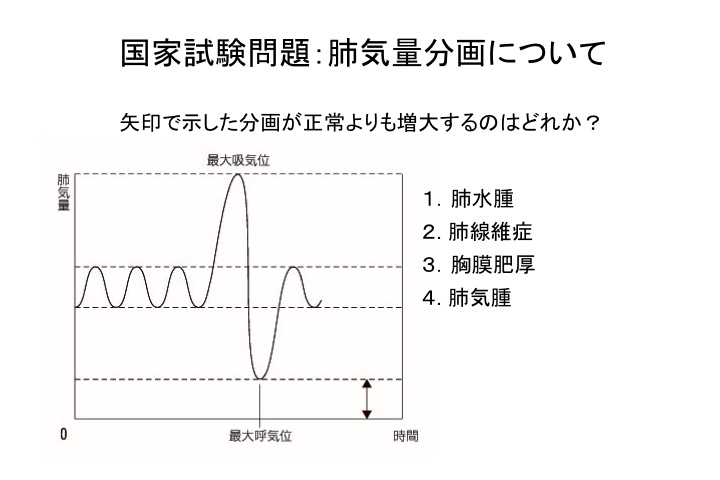 国家試験問題：肺気量分画について
矢印で示した分画が正常よりも増大するのはどれか？
最大吸気位
肺気量
1．肺水腫
2．肺線維症
3．胸膜肥厚
4．肺気腫
0
最大呼気位
時間